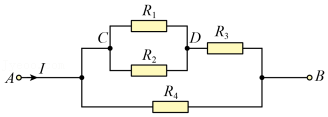 R₁
C D
R₂ R₃
A I B
R₄